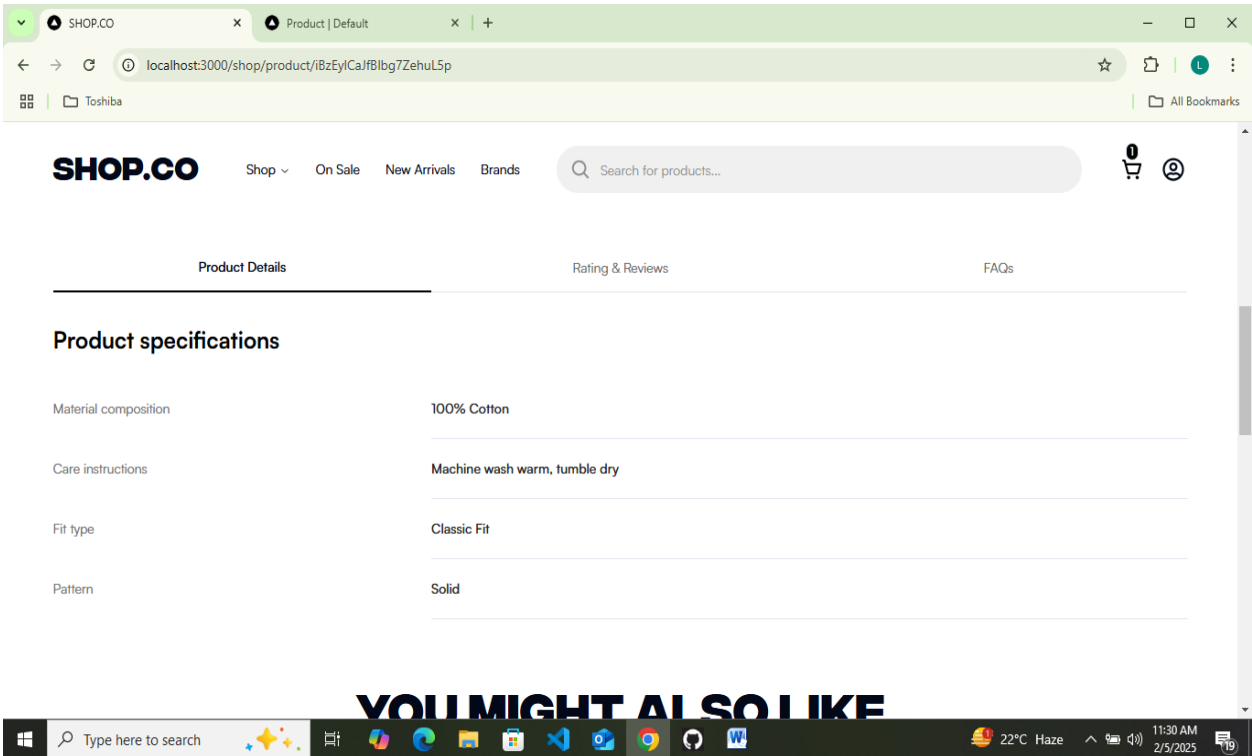 SHOP.CO
Product | Default
localhost:3000/shop/product/iBzEylCaJfBlbg7ZehuL5p
L
Toshiba
All Bookmarks
SHOP.CO Shop On Sale New Arrivals Brands Search for products... 1
Product Details Rating & Reviews FAQs
Product specifications
Material composition 100% Cotton
Care instructions Machine wash warm, tumble dry
Fit type Classic Fit
Pattern Solid
YOU MIGHT ALSO LIKE
Type here to search
22°C Haze
11:30 AM
2/5/2025
19